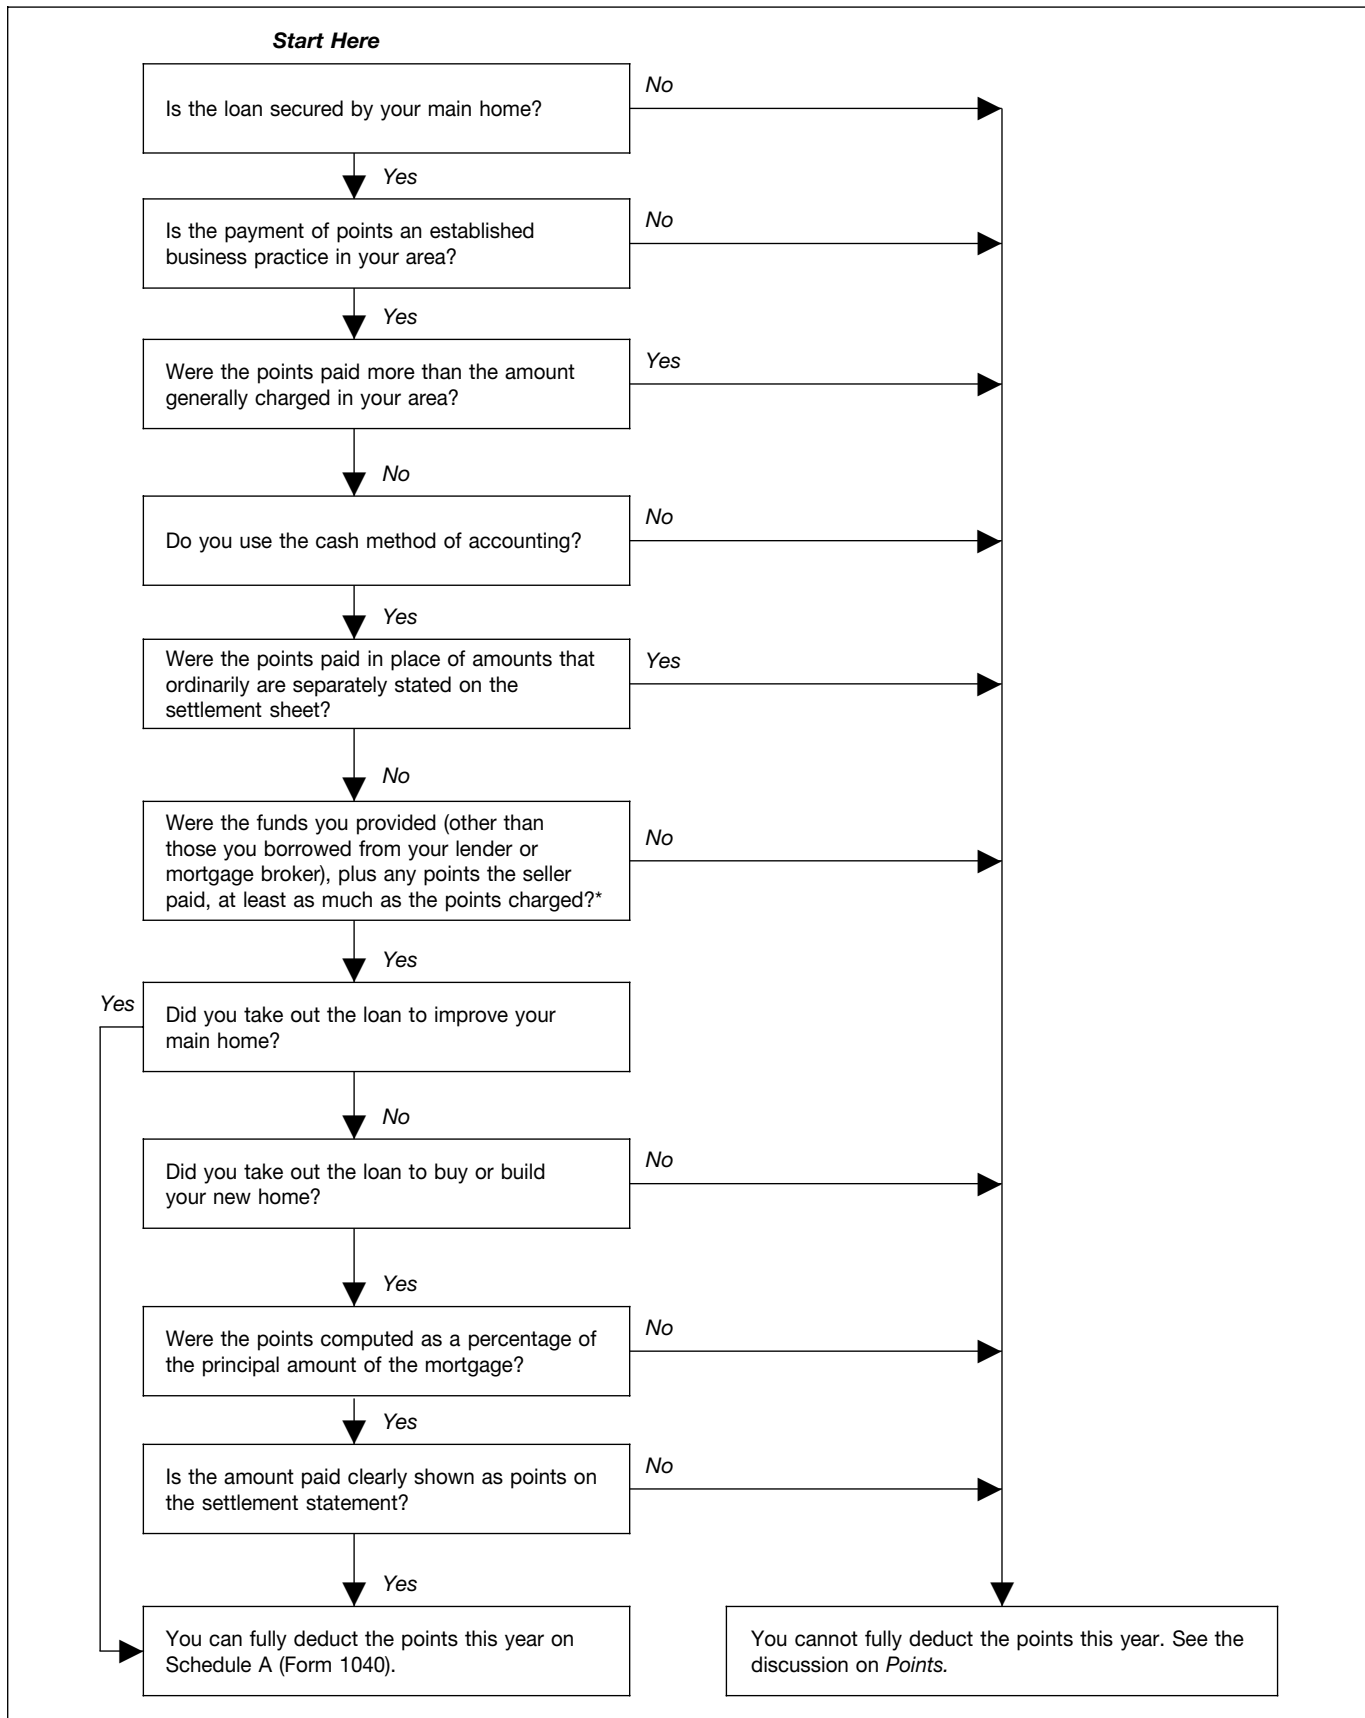 Start Here
Is the loan secured by your main home?
No
Yes
Is the payment of points an established
business practice in your area?
No
Yes
Were the points paid more than the amount
generally charged in your area?
Yes
No
Do you use the cash method of accounting?
No
Yes
Were the points paid in place of amounts that
ordinarily are separately stated on the
settlement sheet?
Yes
No
Were the funds you provided (other than
those you borrowed from your lender or
mortgage broker), plus any points the seller
paid, at least as much as the points charged?*
No
Yes
Did you take out the loan to improve your
main home?
Yes
No
Did you take out the loan to buy or build
your new home?
No
Yes
Were the points computed as a percentage of
the principal amount of the mortgage?
No
Yes
Is the amount paid clearly shown as points on
the settlement statement?
No
Yes
You can fully deduct the points this year on
Schedule A (Form 1040).
You cannot fully deduct the points this year. See the
discussion on Points.